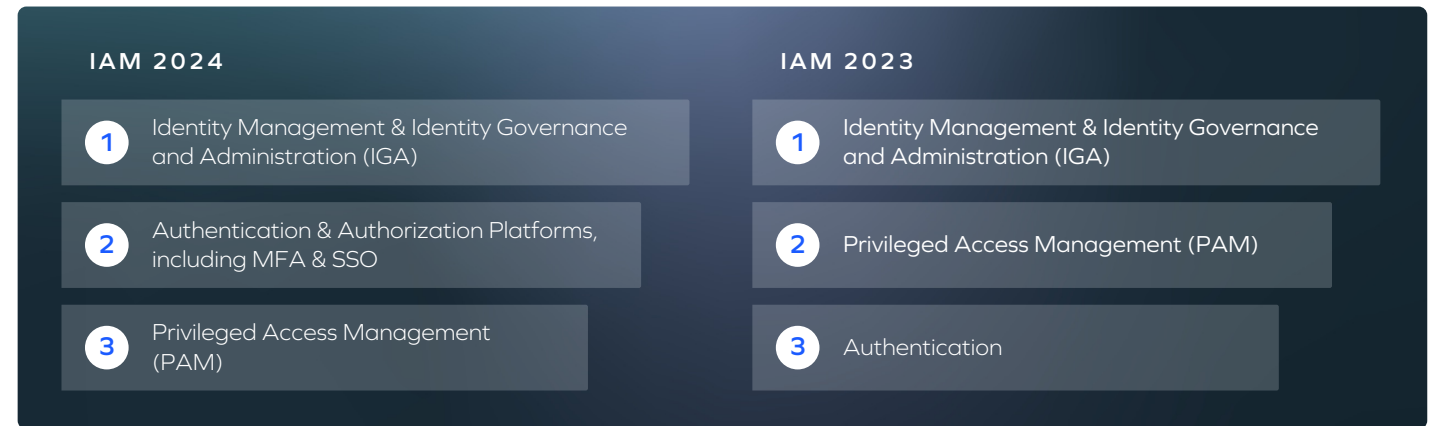 IAM 2024
1
Identity Management & Identity Governance
and Administration (IGA)
2
Authentication & Authorization Platforms,
including MFA & SSO
3
Privileged Access Management
(PAM)
IAM 2023
1
Identity Management & Identity Governance
and Administration (IGA)
2
Privileged Access Management (PAM)
3
Authentication